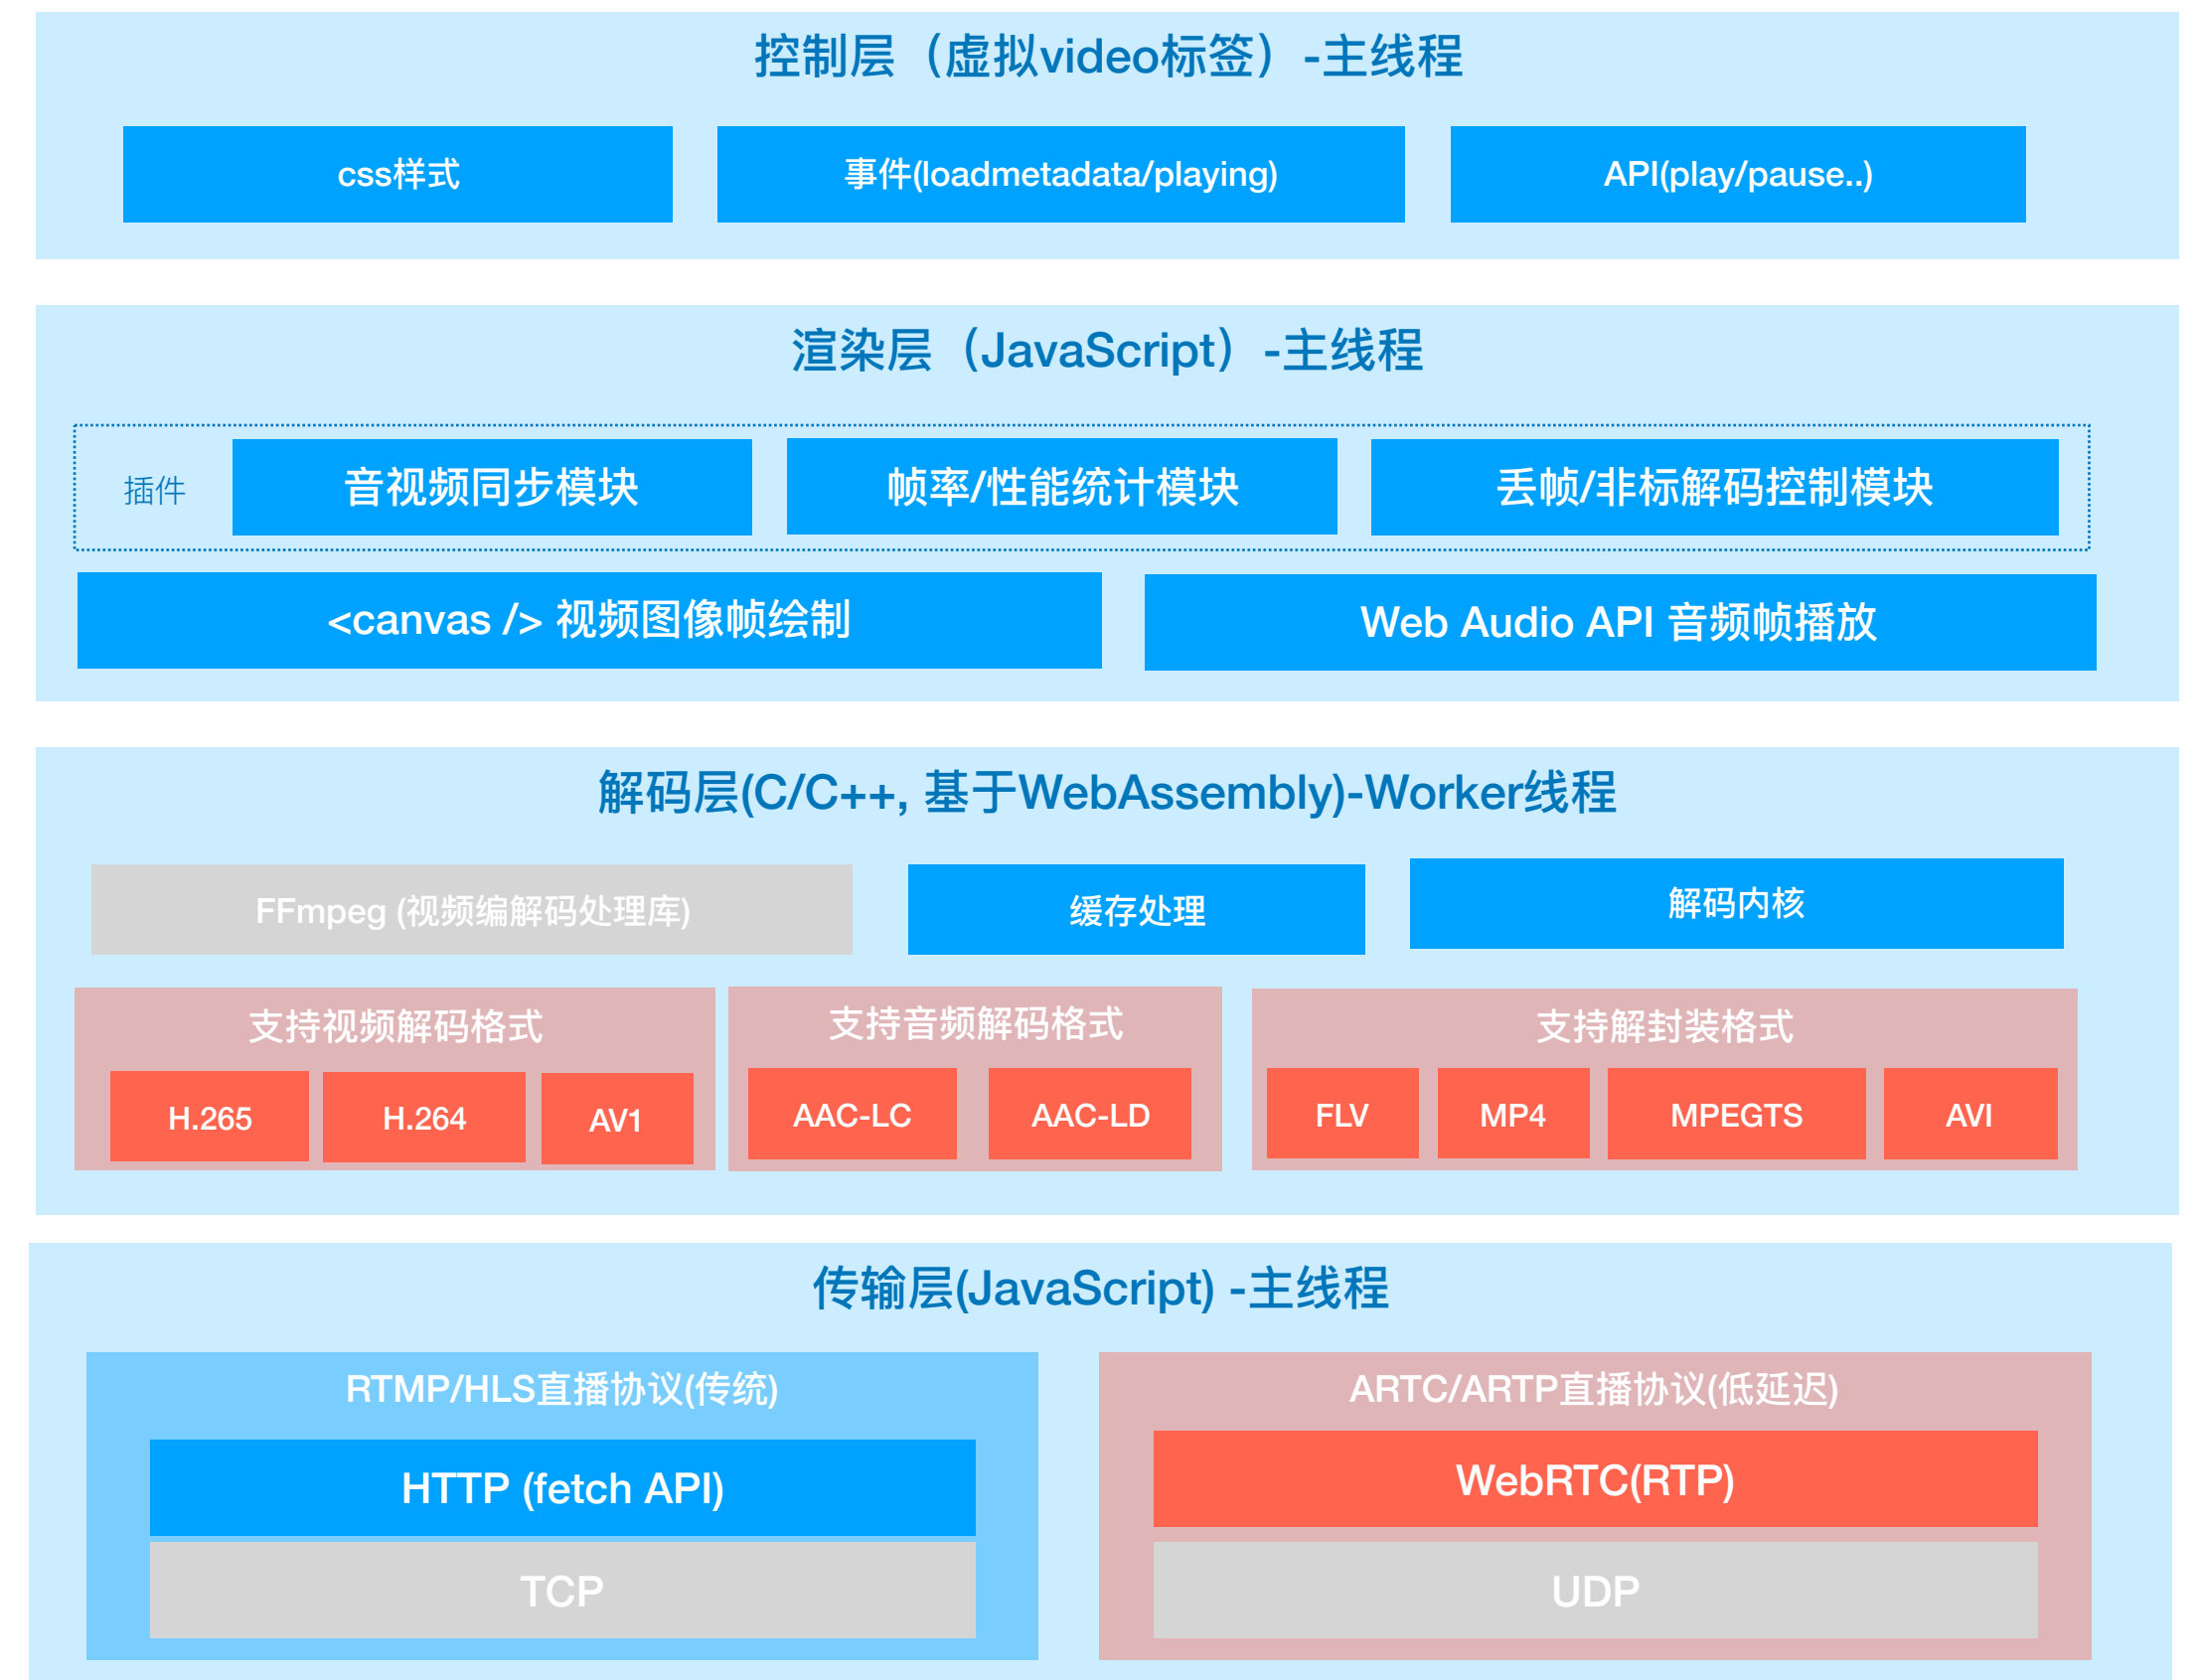 控制层（虚拟video标签）-主线程
css样式
事件(loadmetadata/playing)
API(play/pause..)
渲染层（JavaScript）-主线程
插件
音视频同步模块
帧率/性能统计模块
丢帧/非标解码控制模块
<canvas /> 视频图像帧绘制
Web Audio API 音频帧播放
解码层(C/C++, 基于WebAssembly)-Worker线程
FFmpeg (视频编解码处理库)
缓存处理
解码内核
支持视频解码格式
H.265
H.264
AV1
支持音频解码格式
AAC-LC
AAC-LD
支持解封装格式
FLV
MP4
MPEGTS
AVI
传输层(JavaScript) -主线程
RTMP/HLS直播协议(传统)
HTTP (fetch API)
TCP
ARTC/ARTP直播协议(低延迟)
WebRTC(RTP)
UDP